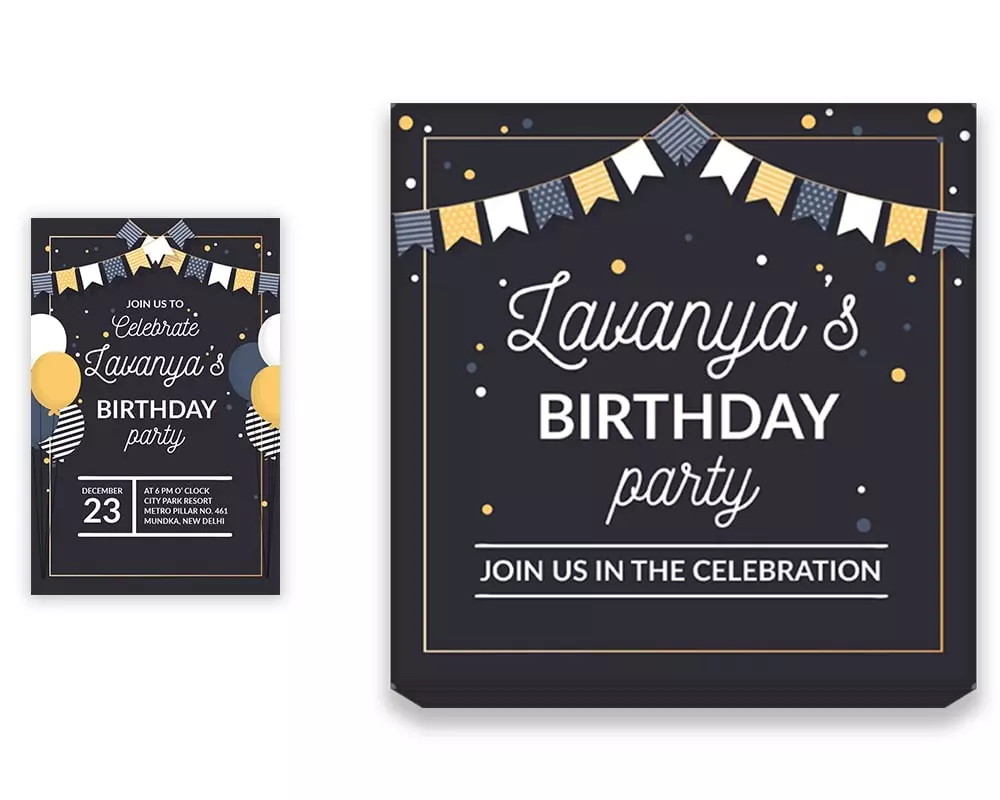 JOIN US TO
Celebrate
Lavanya's
BIRTHDAY
party
DECEMBER
23
AT 6 PM O' CLOCK
CITY PARK RESORT
METRO PILLAR NO. 461
MUNDKA, NEW DELHI
Lavanya's
BIRTHDAY
party
JOIN US IN THE CELEBRATION